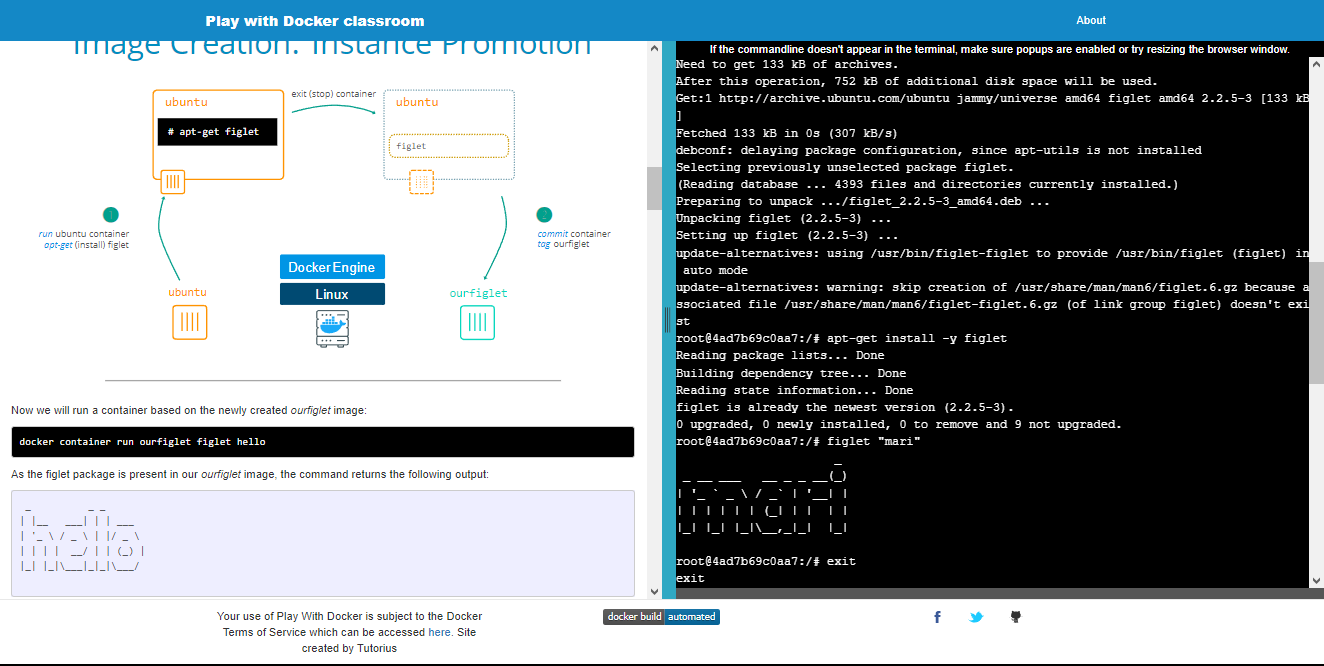 Play with Docker classroom
About
Image Creation: Instance Promotion
ubuntu
# apt-get figlet
exit (stop) container
ubuntu
figlet
run ubuntu container
apt-get (install) figlet
commit container
tag ourfiglet
Docker Engine
Linux
ubuntu
ourfiglet
Now we will run a container based on the newly created ourfiglet image:
docker container run ourfiglet figlet hello
As the figlet package is present in our ourfiglet image, the command returns the following output:
hello
If the commandline doesn't appear in the terminal, make sure popups are enabled or try resizing the browser window.
Need to get 133 kB of archives.
After this operation, 752 kB of additional disk space will be used.
Get:1 http://archive.ubuntu.com/ubuntu jammy/universe amd64 figlet amd64 2.2.5-3 [133 kB
]
Fetched 133 kB in 0s (307 kB/s)
debconf: delaying package configuration, since apt-utils is not installed
Selecting previously unselected package figlet.
(Reading database ... 4393 files and directories currently installed.)
Preparing to unpack .../figlet_2.2.5-3_amd64.deb ...
Unpacking figlet (2.2.5-3) ...
Setting up figlet (2.2.5-3) ...
update-alternatives: using /usr/bin/figlet-figlet to provide /usr/bin/figlet (figlet) in
auto mode
update-alternatives: warning: skip creation of /usr/share/man/man6/figlet.6.gz because a
ssociated file /usr/share/man/man6/figlet-figlet.6.gz (of link group figlet) doesn't exi
st
root@4ad7b69c0aa7:/# apt-get install -y figlet
Reading package lists... Done
Building dependency tree... Done
Reading state information... Done
figlet is already the newest version (2.2.5-3).
0 upgraded, 0 newly installed, 0 to remove and 9 not upgraded.
root@4ad7b69c0aa7:/# figlet "mari"
mari
root@4ad7b69c0aa7:/# exit
exit
Your use of Play With Docker is subject to the Docker
Terms of Service which can be accessed here. Site
created by Tutorius
docker build automated